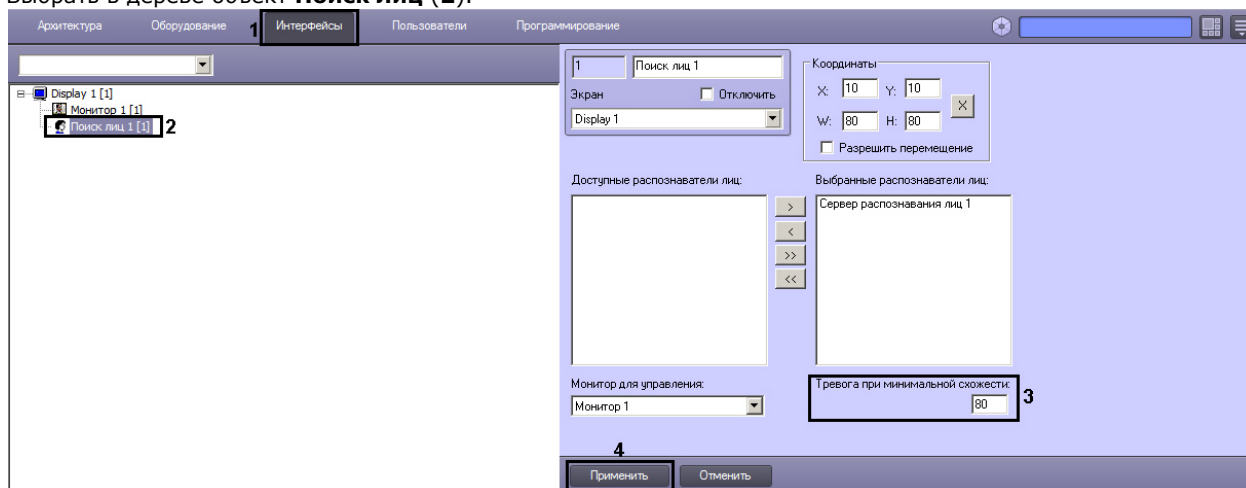 Выбрать в дереве объект Поиск лиц (2).
Архитектура Оборудование 1 Интерфейсы Пользователи Программирование
1 Поиск лиц 1
Координаты
Экран Отключить
X: 10 Y: 10 X
Display 1
W: 80 H: 80
Разрешить перемещение
Display 1 [1]
Монитор 1 [1]
Поиск лиц 1 [1] 2
Доступные распознаватели лиц:
Выбранные распознаватели лиц:
Сервер распознавания лиц 1
>
<
>>
<<
Монитор для управления:
Монитор 1
Тревога при минимальной схожести:
80 3
4
Применить Отменить